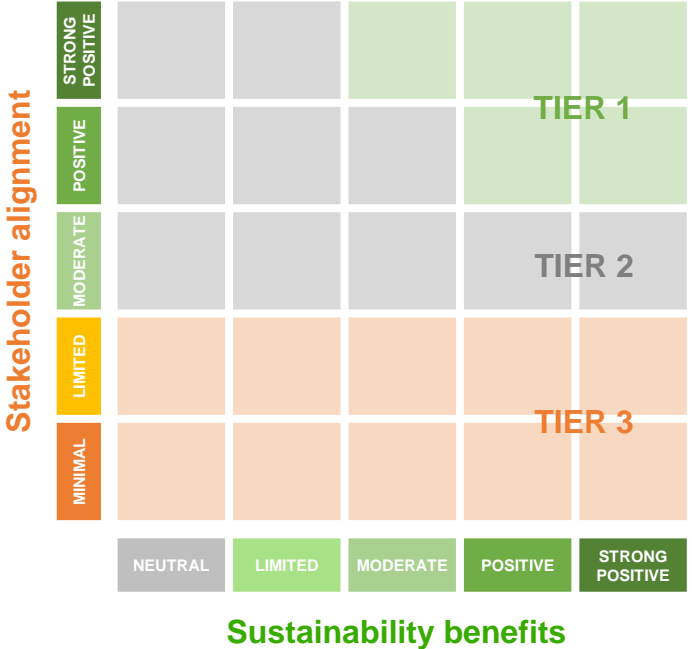 Stakeholder alignment
STRONG
POSITIVE
POSITIVE
MODERATE
LIMITED
MINIMAL
TIER 1
TIER 2
TIER 3
NEUTRAL
LIMITED
MODERATE
POSITIVE
STRONG
POSITIVE
Sustainability benefits